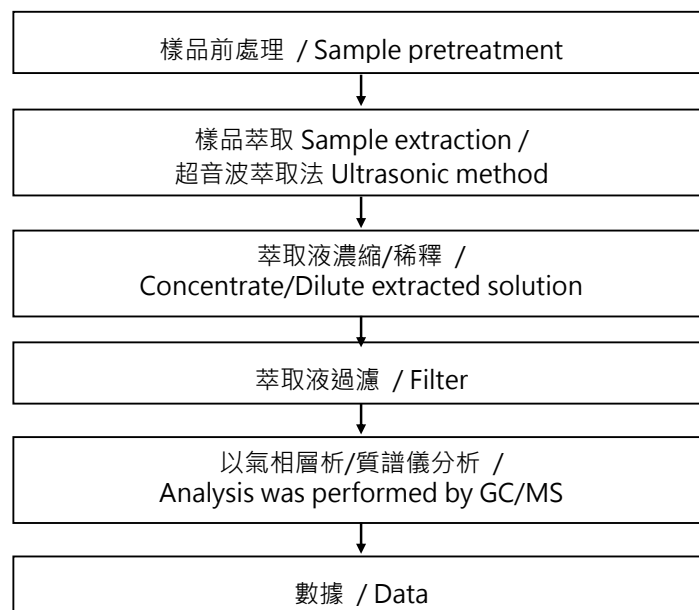 樣品前處理 / Sample pretreatment
樣品萃取 Sample extraction /
超音波萃取法 Ultrasonic method
萃取液濃縮/稀釋 /
Concentrate/Dilute extracted solution
萃取液過濾 / Filter
以氣相層析/質譜儀分析 /
Analysis was performed by GC/MS
數據 / Data